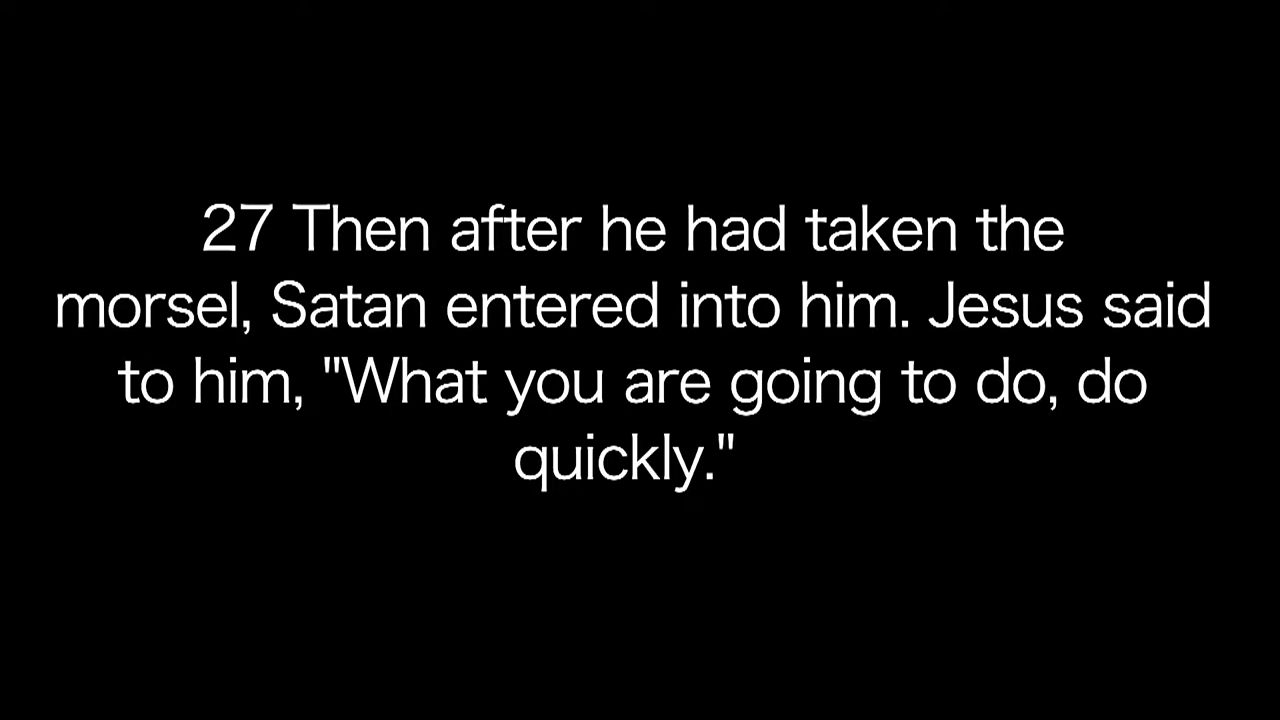 27 Then after he had taken the
morsel, Satan entered into him. Jesus said
to him, "What you are going to do, do
quickly."